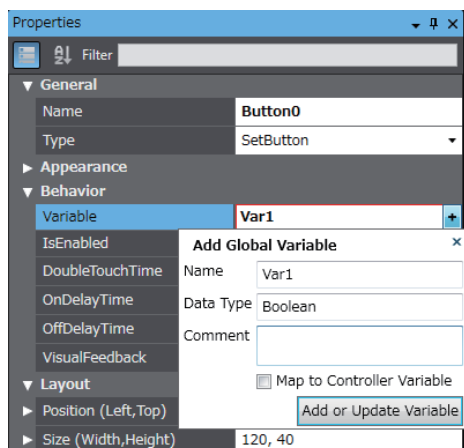 Properties
Filter
General
Name Button0
Type SetButton
Appearance
Behavior
Variable Var1 +
IsEnabled
DoubleTouchTime
OnDelayTime
OffDelayTime
VisualFeedback
Add Global Variable
Name Var1
Data Type Boolean
Comment
Map to Controller Variable
Add or Update Variable
Layout
Position (Left,Top)
Size (Width,Height) 120, 40